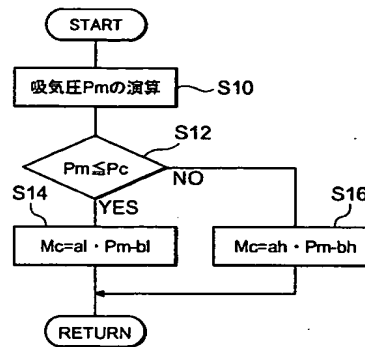 START
吸気圧Pmの演算
S10
S12
Pm≦Pc
NO
S14
YES
S16
Mc=al・Pm-bl
Mc=ah・Pm-bh
RETURN